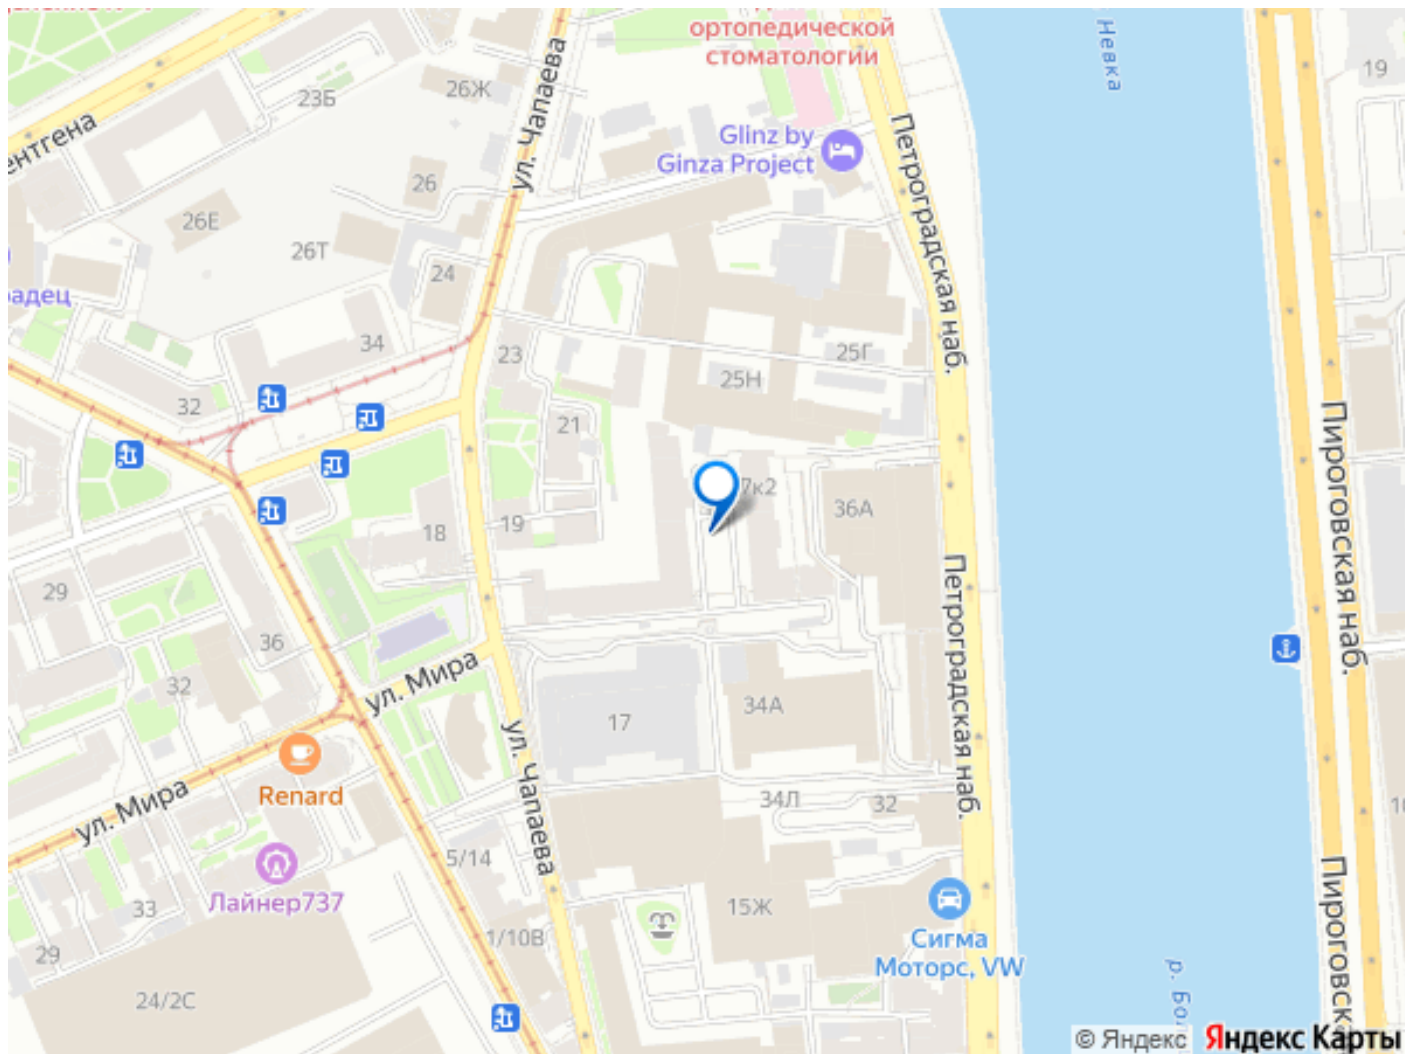 ортопедической
стоматологии
Невка
19
26Ж
23Б
ул. Чапаева
Glinz by
Ginza Project
Петроградская наб.
26
26Е
26Т
24
34
23
25Г
25Н
32
21
Пироговская наб.
7к2
36А
18
19
29
36
Петроградская наб.
32
ул. Мира
34А
17
ул. Чапаева
Renard
ул. Мира
34Л
32
5/14
Лайнер737
33
15Ж
1/10В
29
Сигма
Моторс, VW
24/2С
© Яндекс
Яндекс Карты